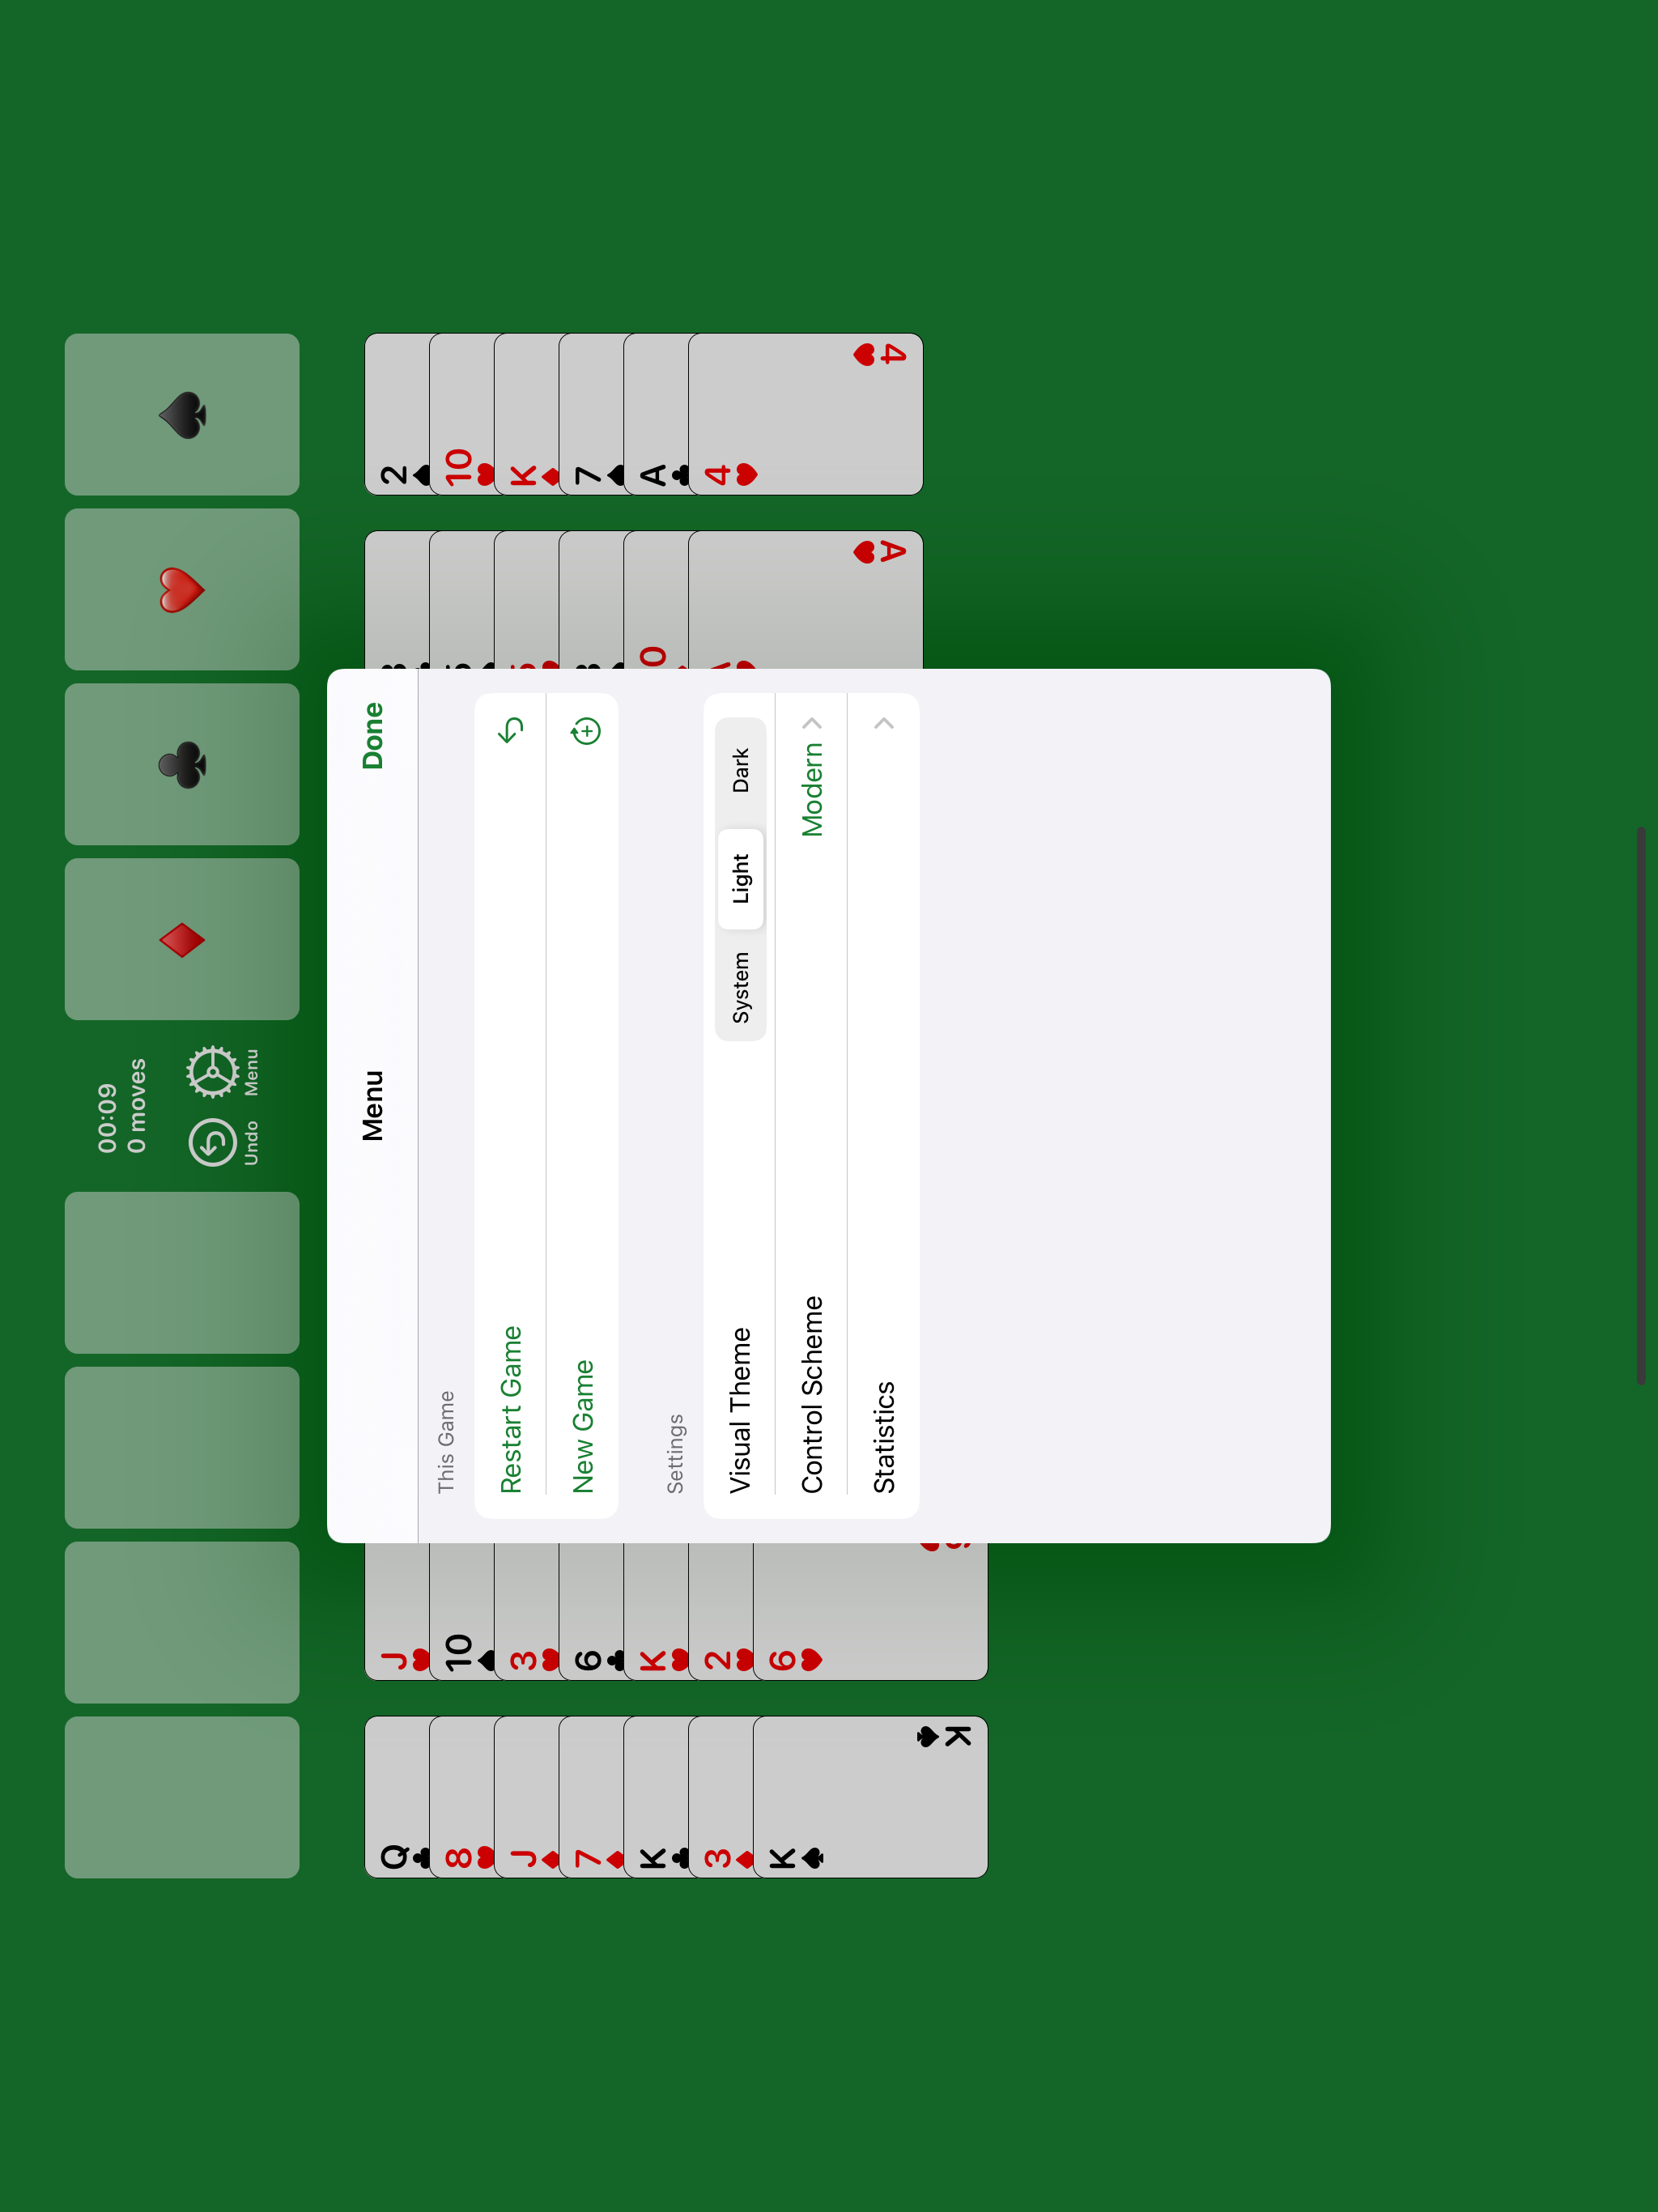 00:09
0 moves
Undo
Menu
Menu
Done
This Game
Restart Game
New Game
Settings
Visual Theme
System
Light
Dark
Control Scheme
Modern
Statistics
Q
8
J
7
K
3
K
K
J
10
3
6
K
2
6
A
2
10
K
7
A
4
4